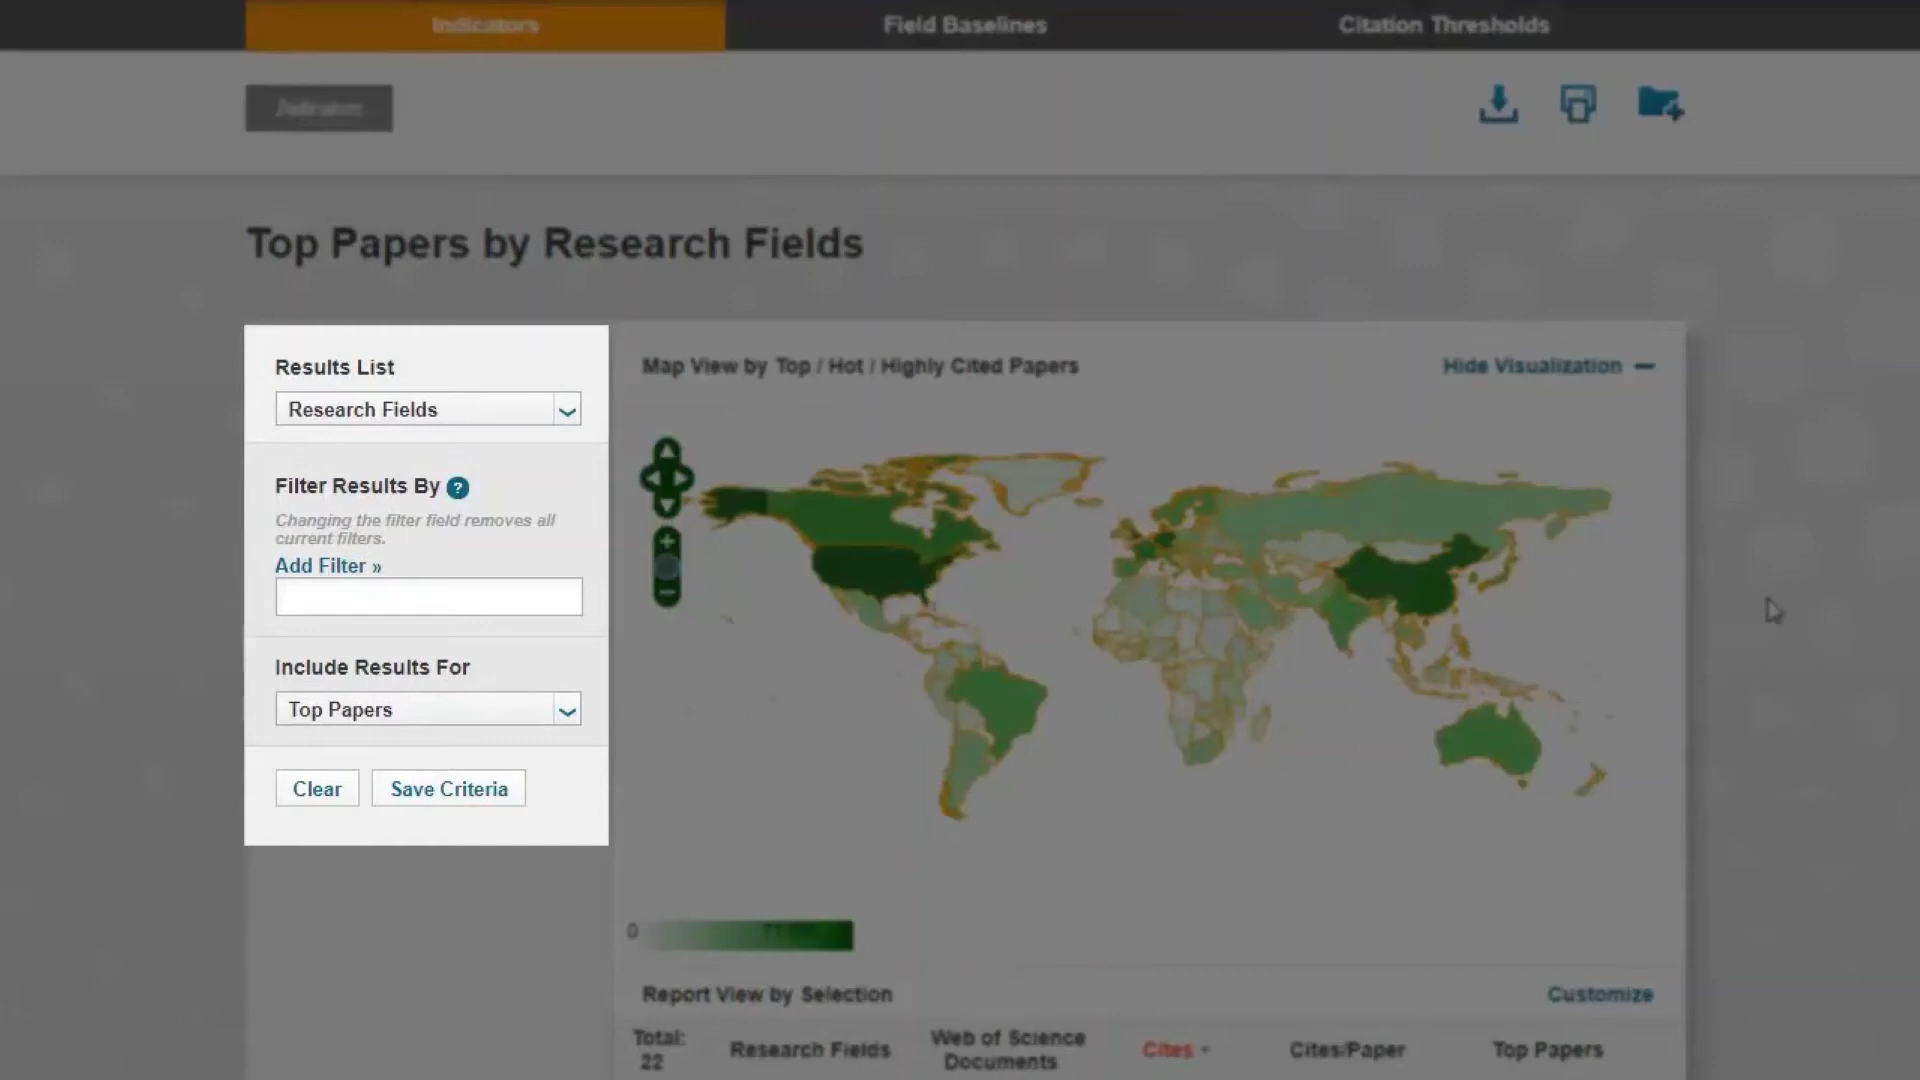 Indicators
Field Baselines
Citation Thresholds
Indicators
Top Papers by Research Fields
Results List
Research Fields
Filter Results By ?
Changing the filter field removes all
current filters.
Add Filter »
Include Results For
Top Papers
Clear
Save Criteria
Map View by Top / Hot / Highly Cited Papers
Hide Visualization
0
Report View by Selection
Customize
Total:
22
Research Fields
Web of Science
Documents
Cites
Cites/Paper
Top Papers